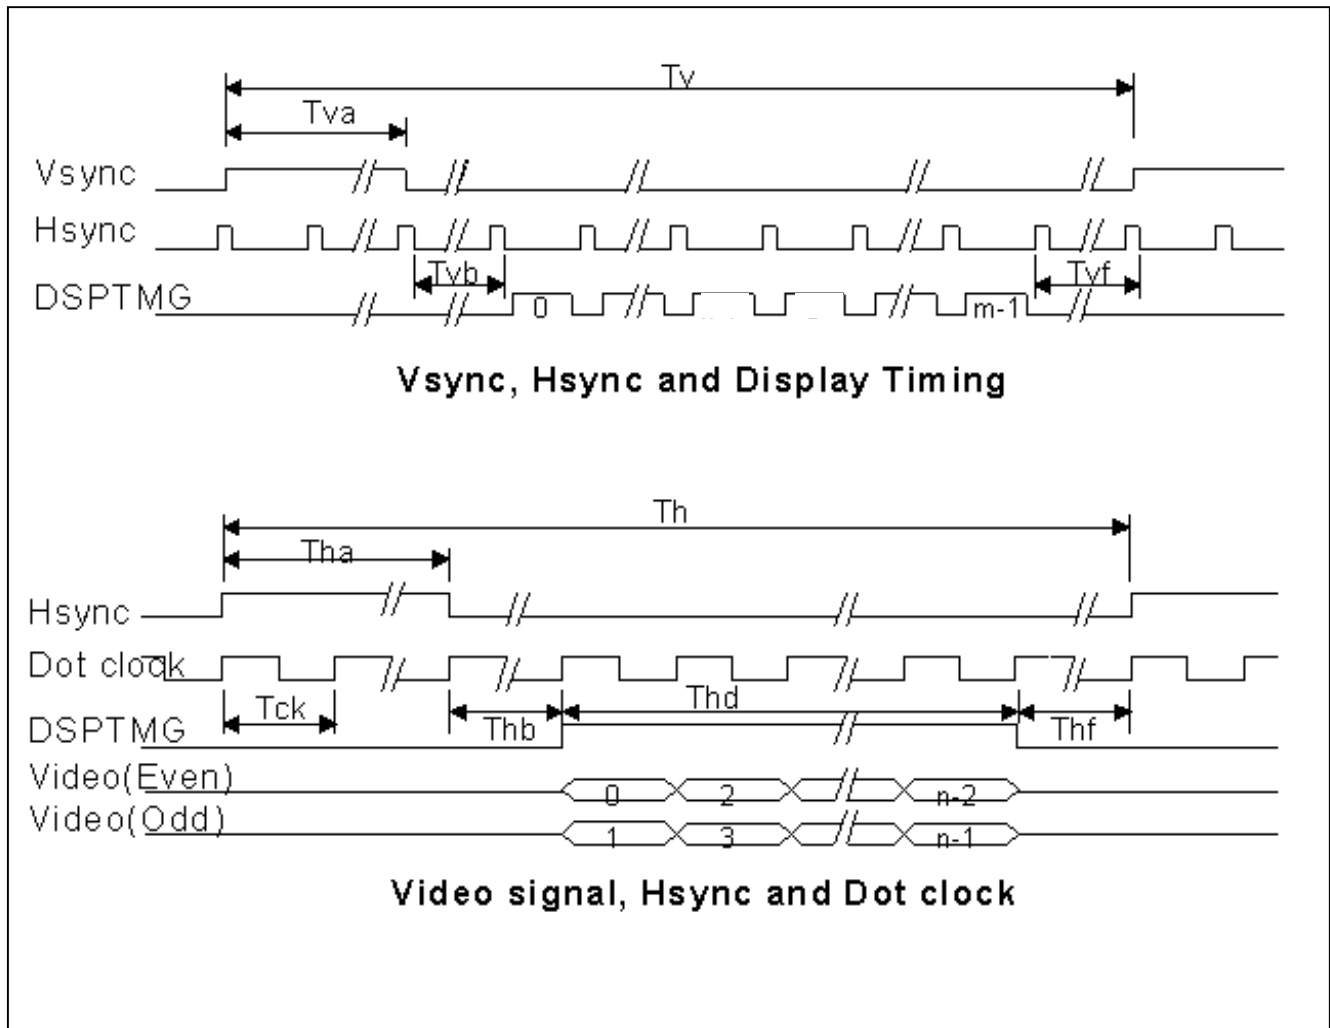 Tv
Tva
Vsync
Hsync
Tvb
Tvf
DSPTMG
0
m-1
Vsync, Hsync and Display Timing
Th
Tha
Hsync
Dot clock
Tck
Thb
Thd
Thf
DSPTMG
Video(Even)
0 2 n-2
Video(Odd)
1 3 n-1
Video signal, Hsync and Dot clock